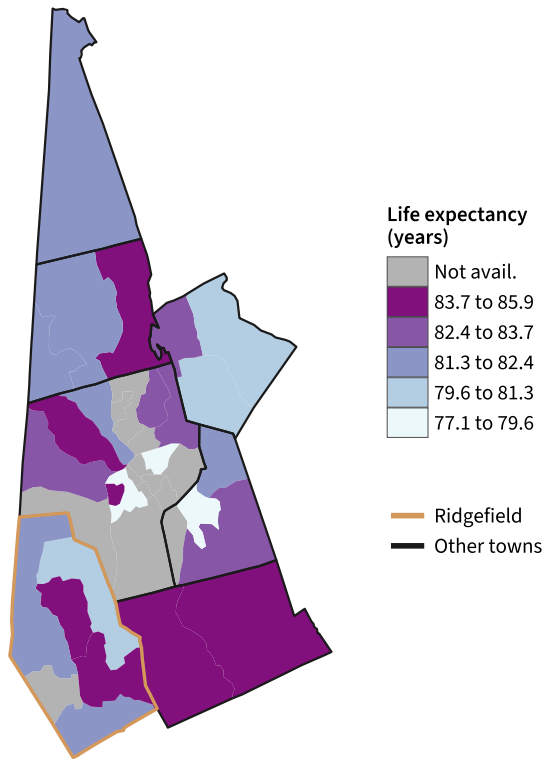 Life expectancy
(years)
Not avail.
83.7 to 85.9
82.4 to 83.7
81.3 to 82.4
79.6 to 81.3
77.1 to 79.6
Ridgefield
Other towns